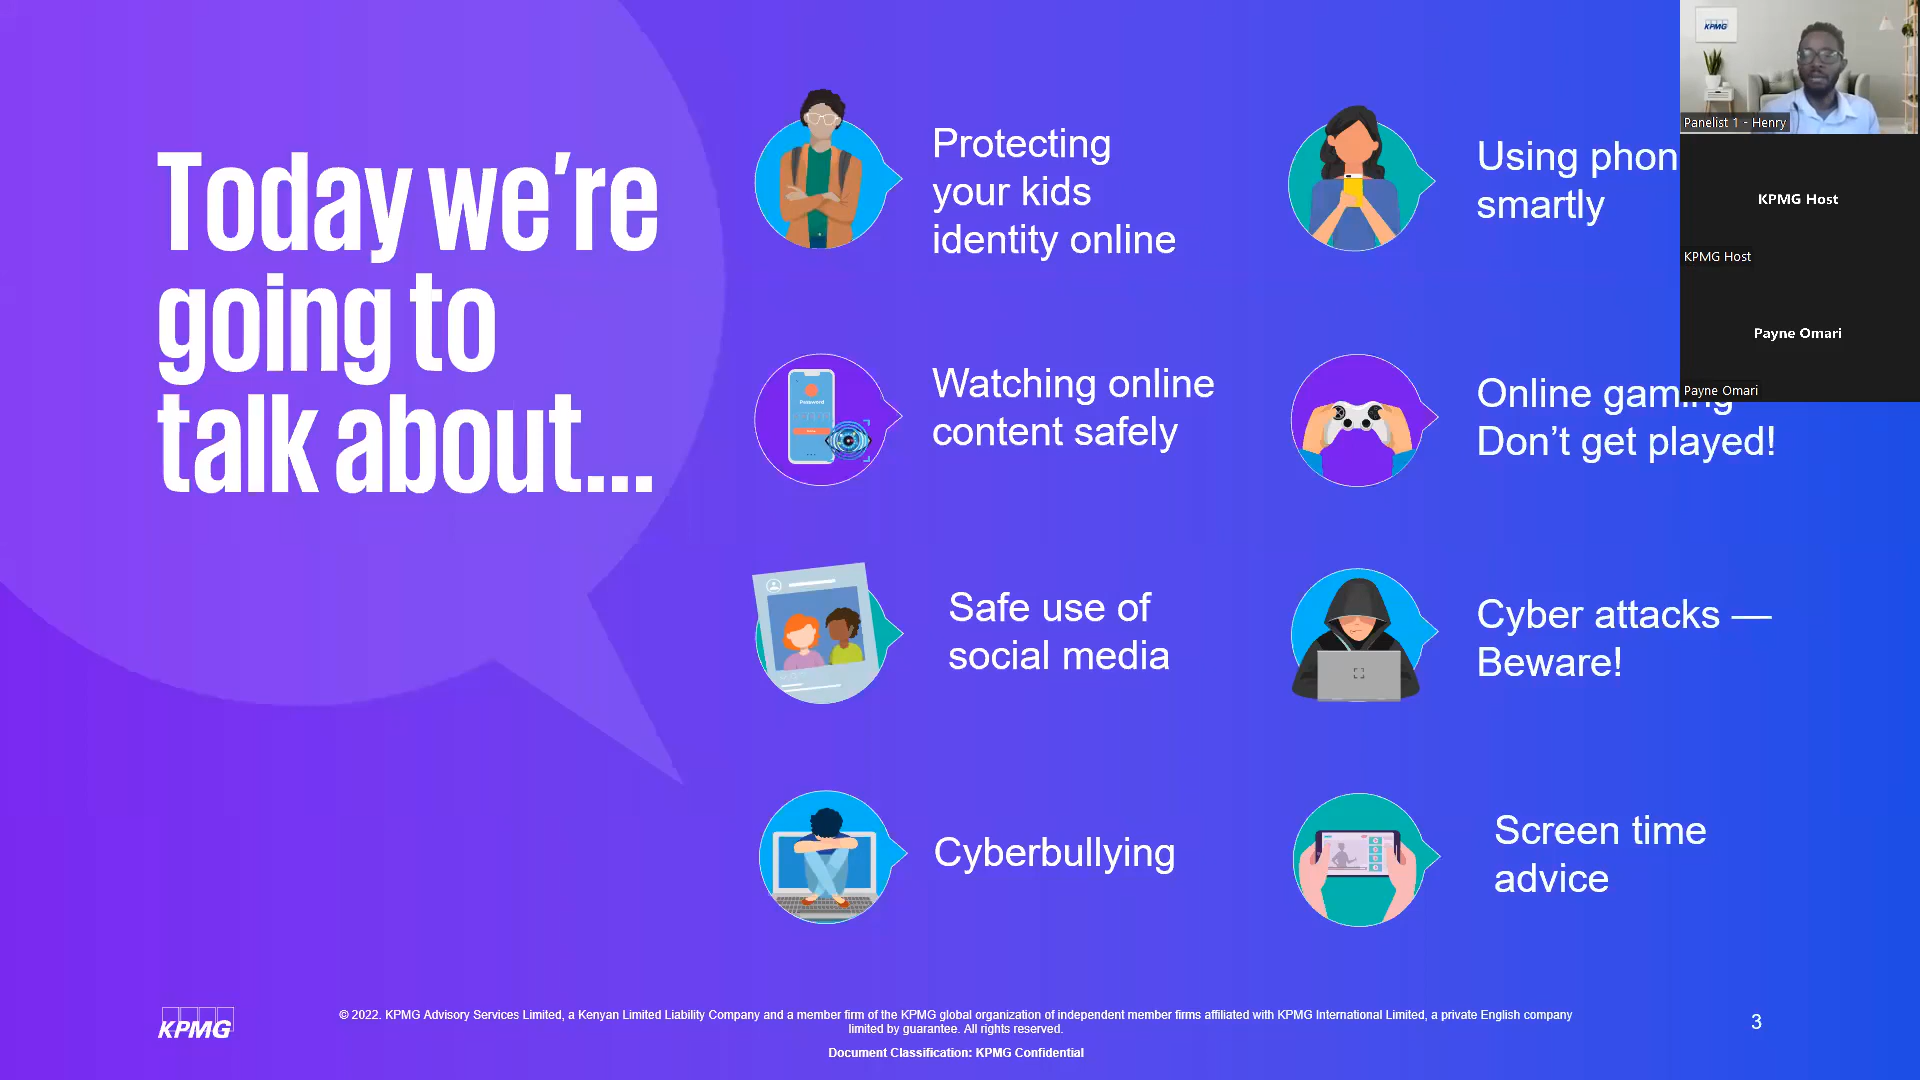 Today we're
going to
talk about...
Protecting
your kids
identity online
Using phon
smartly
Watching online
content safely
Online gaming
Don't get played!
Safe use of
social media
Cyber attacks —
Beware!
Cyberbullying
Screen time
advice
Password
KPMG
Panelist 1 - Henry
KPMG Host
KPMG Host
Payne Omari
Payne Omari
KPMG
© 2022. KPMG Advisory Services Limited, a Kenyan Limited Liability Company and a member firm of the KPMG global organization of independent member firms affiliated with KPMG International Limited, a private English company
limited by guarantee. All rights reserved.
Document Classification: KPMG Confidential
3